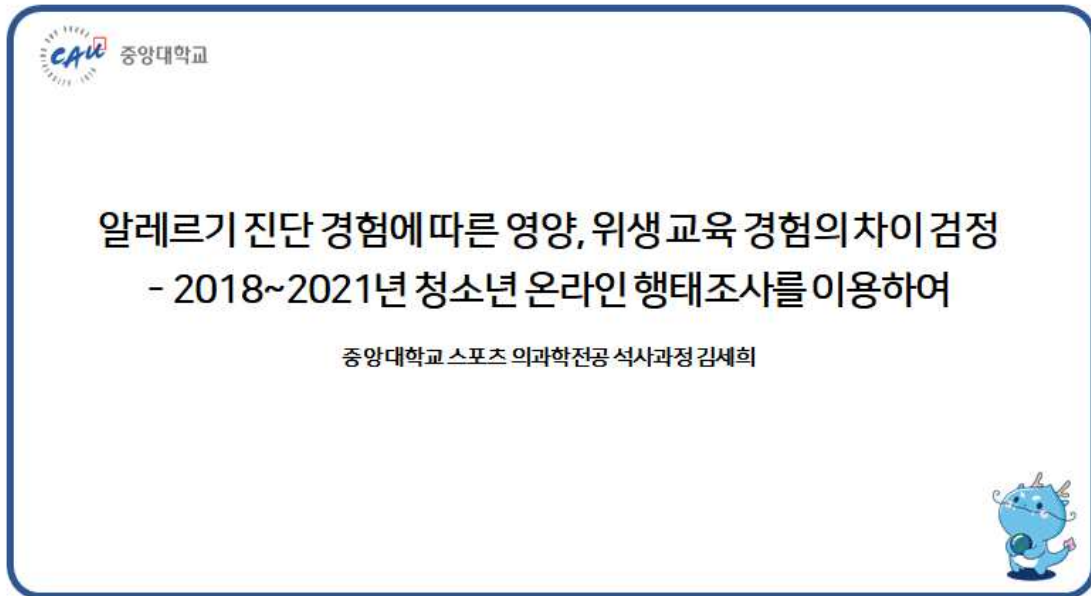 CAU 중앙대학교
알레르기 진단 경험에 따른 영양, 위생 교육 경험의 차이 검정
- 2018~2021년 청소년 온라인 행태조사를 이용하여
중앙대학교 스포츠 의과학전공 석사과정 김세희